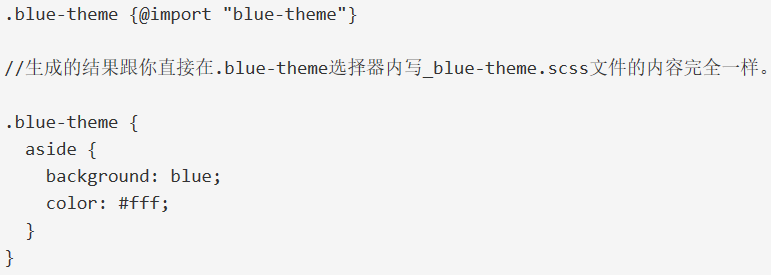 .blue-theme {@import "blue-theme"}
//生成的结果跟你直接在.blue-theme选择器内写_blue-theme.scss文件的内容完全一样。
.blue-theme {
  aside {
    background: blue;
    color: #fff;
  }
}